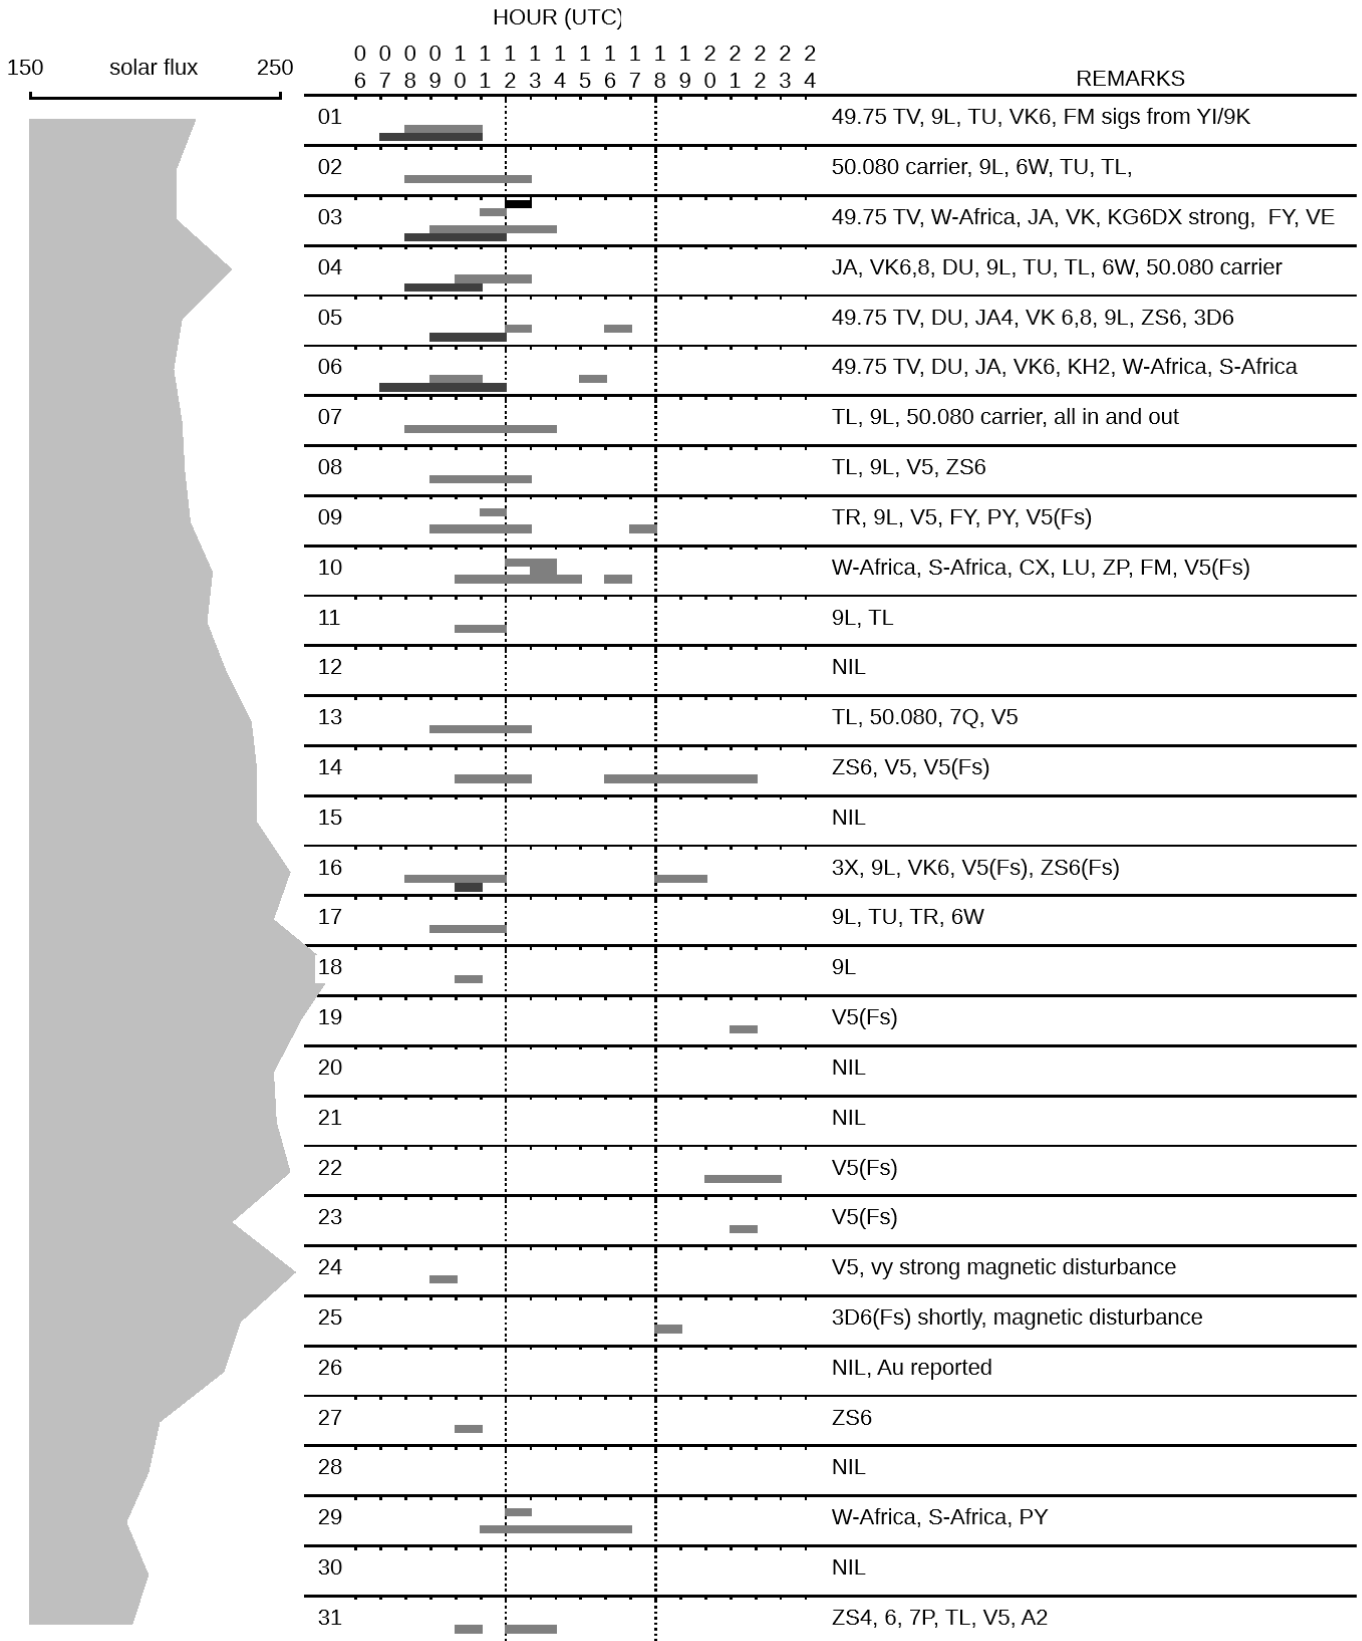 HOUR (UTC)
0 0 0 0 1 1 1 1 1 1 1 1 1 1 2 2 2 2 2
150 solar flux 250 6 7 8 9 0 1 2 3 4 5 6 7 8 9 0 1 2 3 4 REMARKS
01 49.75 TV, 9L, TU, VK6, FM sigs from YI/9K
02 50.080 carrier, 9L, 6W, TU, TL,
03 49.75 TV, W-Africa, JA, VK, KG6DX strong, FY, VE
04 JA, VK6,8, DU, 9L, TU, TL, 6W, 50.080 carrier
05 49.75 TV, DU, JA4, VK 6,8, 9L, ZS6, 3D6
06 49.75 TV, DU, JA, VK6, KH2, W-Africa, S-Africa
07 TL, 9L, 50.080 carrier, all in and out
08 TL, 9L, V5, ZS6
09 TR, 9L, V5, FY, PY, V5(Fs)
10 W-Africa, S-Africa, CX, LU, ZP, FM, V5(Fs)
11 9L, TL
12 NIL
13 TL, 50.080, 7Q, V5
14 ZS6, V5, V5(Fs)
15 NIL
16 3X, 9L, VK6, V5(Fs), ZS6(Fs)
17 9L, TU, TR, 6W
18 9L
19 V5(Fs)
20 NIL
21 NIL
22 V5(Fs)
23 V5(Fs)
24 V5, vy strong magnetic disturbance
25 3D6(Fs) shortly, magnetic disturbance
26 NIL, Au reported
27 ZS6
28 NIL
29 W-Africa, S-Africa, PY
30 NIL
31 ZS4, 6, 7P, TL, V5, A2